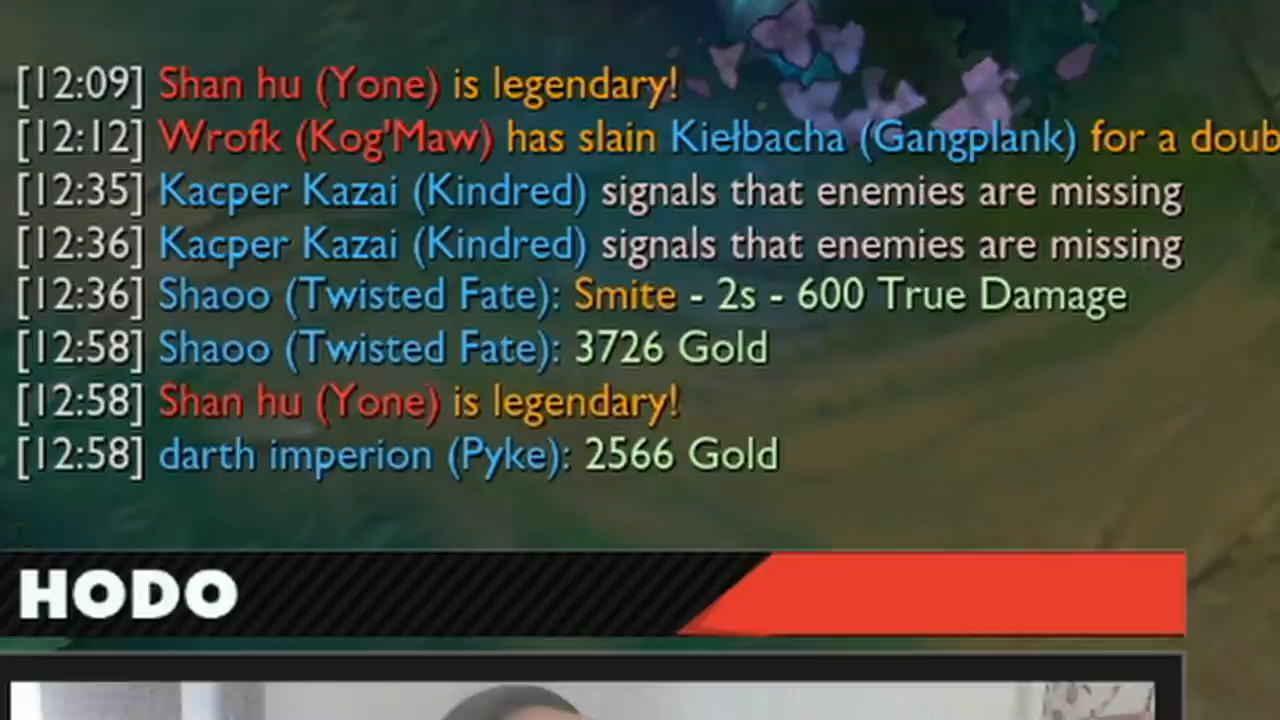 [12:09] Shan hu (Yone) is legendary!
[12:12] Wrofk (Kog'Maw) has slain Kiełbacha (Gangplank) for a doub
[12:35] Kacper Kazai (Kindred) signals that enemies are missing
[12:36] Kacper Kazai (Kindred) signals that enemies are missing
[12:36] Shaoo (Twisted Fate): Smite - 2s - 600 True Damage
[12:58] Shaoo (Twisted Fate): 3726 Gold
[12:58] Shan hu (Yone) is legendary!
[12:58] darth imperion (Pyke): 2566 Gold
HODO